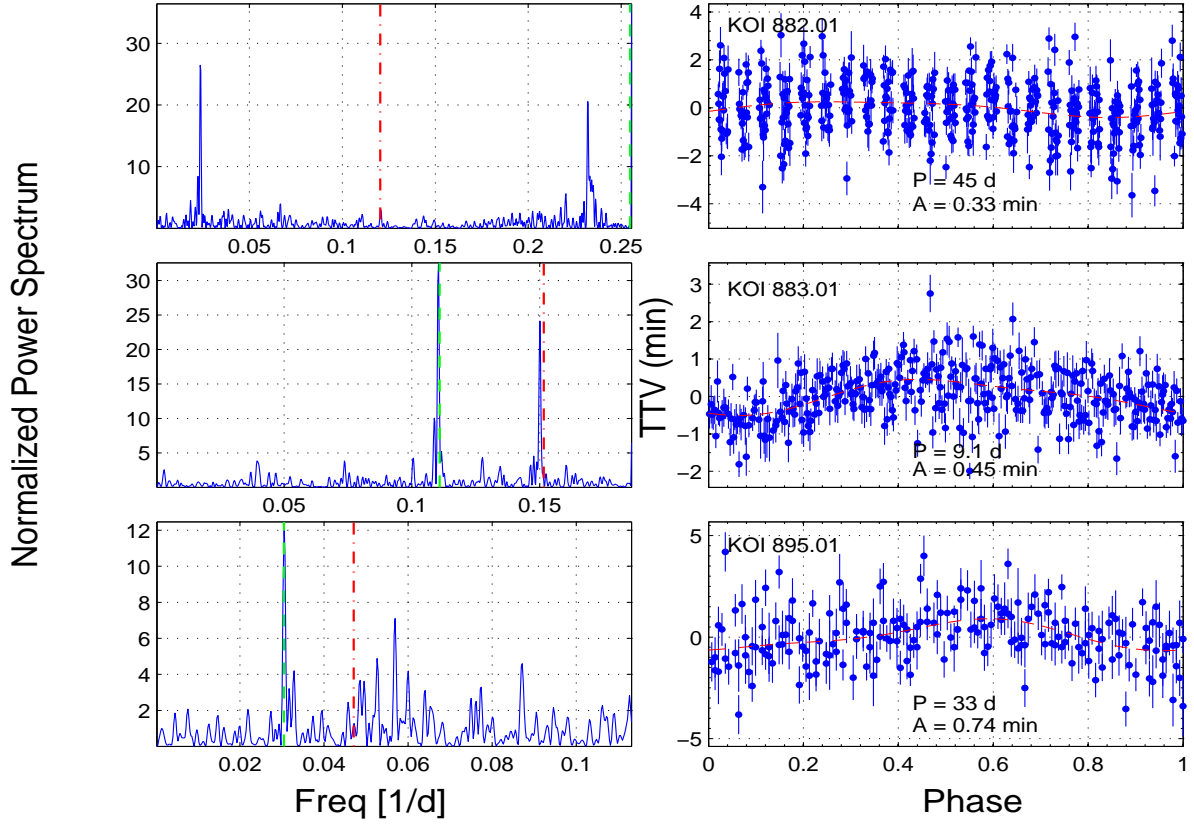 Normalized Power Spectrum
30
20
10
0.05 0.1 0.15 0.2 0.25
30
25
20
15
10
5
0.05 0.1 0.15
12
10
8
6
4
2
0.02 0.04 0.06 0.08 0.1
Freq [1/d]
TTV (min)
KOI 882.01
4
2
0
−2
−4
P = 45 d
A = 0.33 min
KOI 883.01
3
2
1
0
−1
−2
P = 9.1 d
A = 0.45 min
KOI 895.01
5
0
−5
P = 33 d
A = 0.74 min
0 0.2 0.4 0.6 0.8 1
Phase